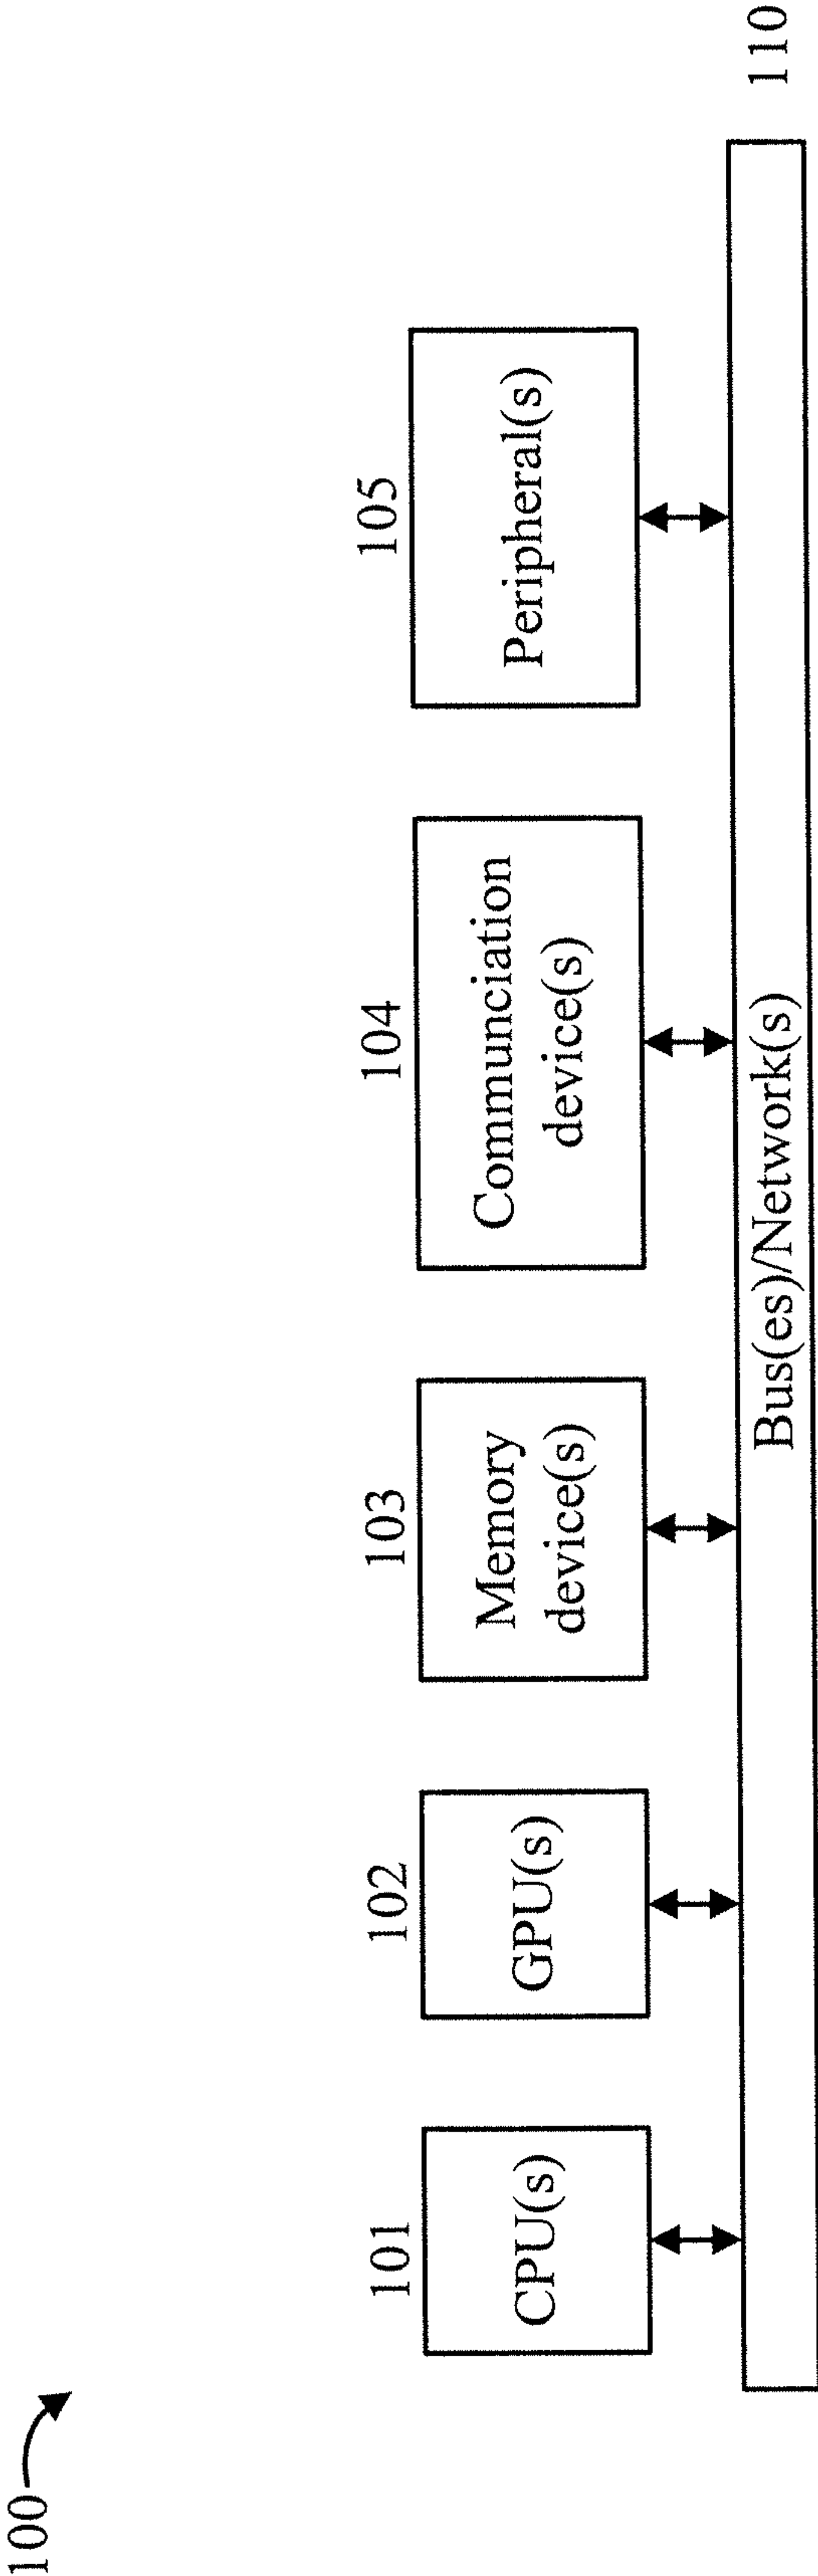 100
101
CPU(s)
102
GPU(s)
103
Memory
device(s)
104
Communciation
device(s)
105
Peripheral(s)
Bus(es)/Network(s)
110